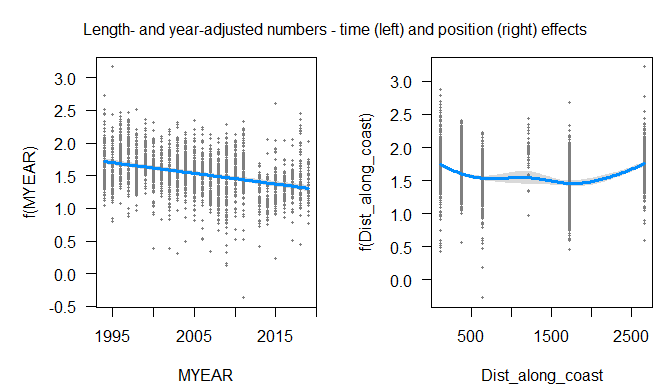 Length- and year-adjusted numbers - time (left) and position (right) effects
f(MYEAR)
3.0
2.5
2.0
1.5
1.0
0.5
0.0
-0.5
1995 2005 2015
MYEAR
f(Dist_along_coast)
3.0
2.5
2.0
1.5
1.0
0.5
0.0
500 1500 2500
Dist_along_coast